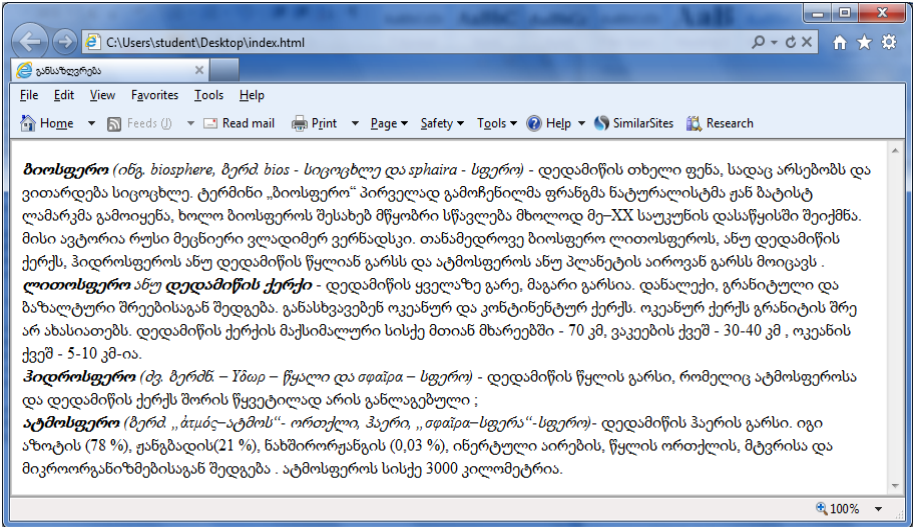 C:\Users\student\Desktop\index.html
განსაზღვრება
File Edit View Favorites Tools Help
Home Feeds (J) Read mail Print Page Safety Tools Help SimilarSites Research
ბიოსფერო (ინგ. biosphere, ბერძ. bios - სიცოცხლე და sphaira - სფერო) - დედამიწის თხელი ფენა, სადაც არსებობს და
ვითარდება სიცოცხლე. ტერმინი „ბიოსფერო“ პირველად გამოჩენილმა ფრანგმა ნატურალისტმა ჟან ბატისტ
ლამარკმა გამოიყენა, ხოლო ბიოსფეროს შესახებ მწყობრი სწავლება მხოლოდ მე–XX საუკუნის დასაწყისში შეიქმნა.
მისი ავტორია რუსი მეცნიერი ვლადიმერ ვერნადსკი. თანამედროვე ბიოსფერო ლითოსფეროს, ანუ დედამიწის
ქერქს, ჰიდროსფეროს ანუ დედამიწის წყლიან გარსს და ატმოსფეროს ანუ პლანეტის აიროვან გარსს მოიცავს .
ლითოსფერო ანუ დედამიწის ქერქი - დედამიწის ყველაზე გარე, მაგარი გარსია. დანალექი, გრანიტული და
ბაზალტური შრეებისაგან შედგება. განასხვავებენ ოკეანურ და კონტინენტურ ქერქს. ოკეანურ ქერქს გრანიტის შრე
არ ახასიათებს. დედამიწის ქერქის მაქსიმალური სისქე მთიან მხარეებში - 70 კმ, ვაკეების ქვეშ - 30-40 კმ , ოკეანის
ქვეშ - 5-10 კმ-ია.
ჰიდროსფერო (ძვ. ბერძნ. – Υδωρ – წყალი და σφαῖρα – სფერო) - დედამიწის წყლის გარსი, რომელიც ატმოსფეროსა
და დედამიწის ქერქს შორის წყვეტილად არის განლაგებული ;
ატმოსფერო (ბერძ. „ἀτμός–ატმოს“- ორთქლი, ჰაერი, „σφαῖρα–სფერა“-სფერო)- დედამიწის ჰაერის გარსი. იგი
აზოტის (78 %), ჟანგბადის(21 %), ნახშირორჟანგის (0,03 %), ინერტული აირების, წყლის ორთქლის, მტვრისა და
მიკროორგანიზმებისაგან შედგება . ატმოსფეროს სისქე 3000 კილომეტრია.
100%